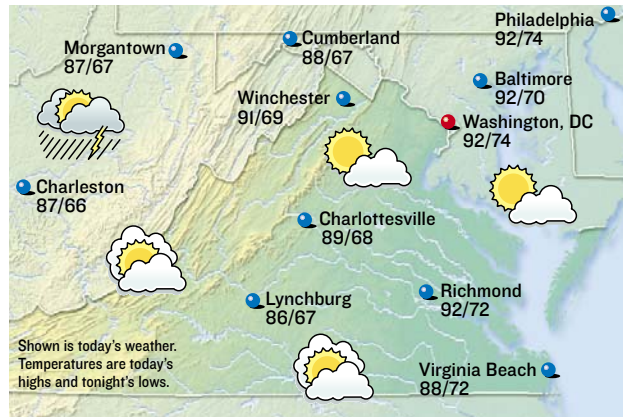 Philadelphia
92/74
Morgantown
87/67
Cumberland
88/67
Baltimore
92/70
Winchester
91/69
Washington, DC
92/74
Charleston
87/66
Charlottesville
89/68
Lynchburg
86/67
Richmond
92/72
Shown is today's weather.
Temperatures are today's
highs and tonight's lows.
Virginia Beach
88/72